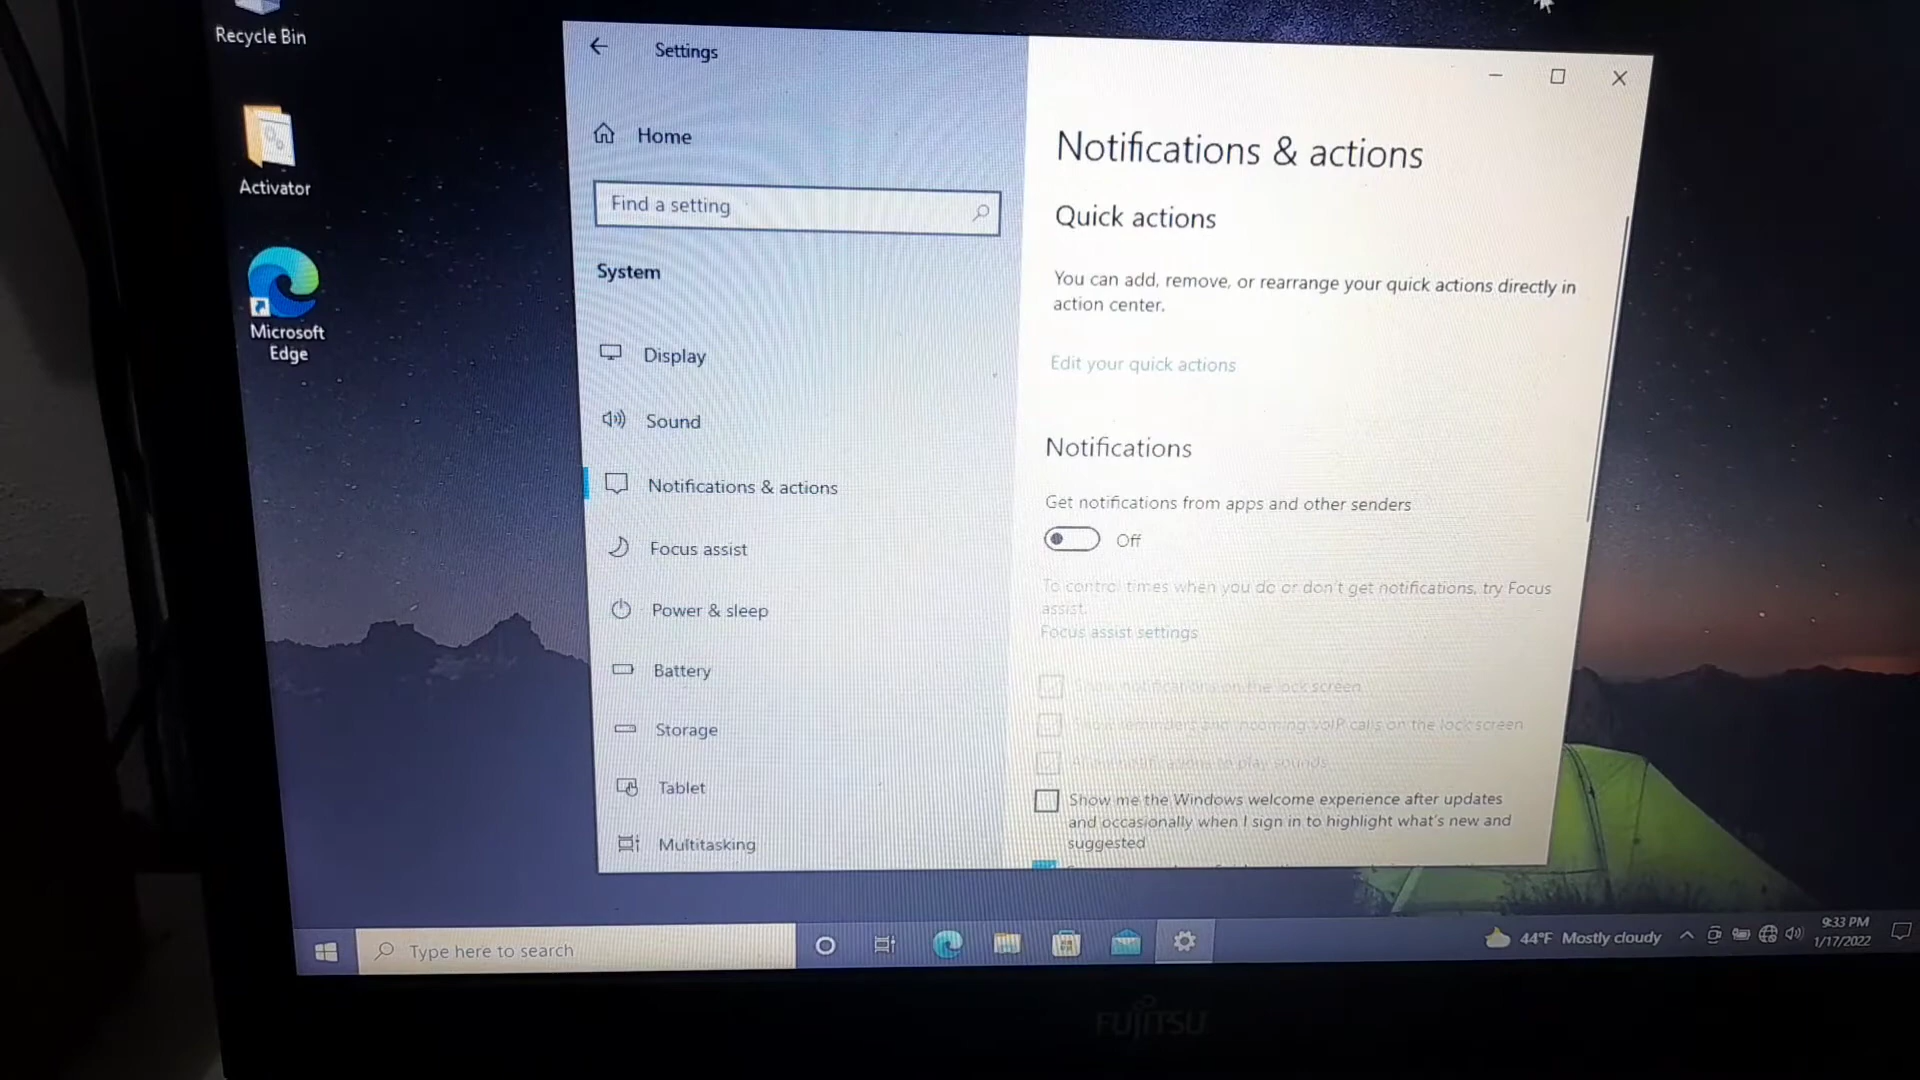 Recycle Bin
Activator
Microsoft
Edge
Settings
Home
Find a setting
System
Display
Sound
Notifications & actions
Focus assist
Power & sleep
Battery
Storage
Tablet
Multitasking
Notifications & actions
Quick actions
You can add, remove, or rearrange your quick actions directly in
action center.
Edit your quick actions
Notifications
Get notifications from apps and other senders
Off
To control times when you do or don't get notifications, try Focus
assist.
Focus assist settings
Show notifications on the lock screen
Show reminders and incoming VoIP calls on the lock screen
Allow notifications to play sounds
Show me the Windows welcome experience after updates
and occasionally when I sign in to highlight what's new and
suggested
Type here to search
44°F Mostly cloudy
9:33 PM
1/17/2022
FUJITSU